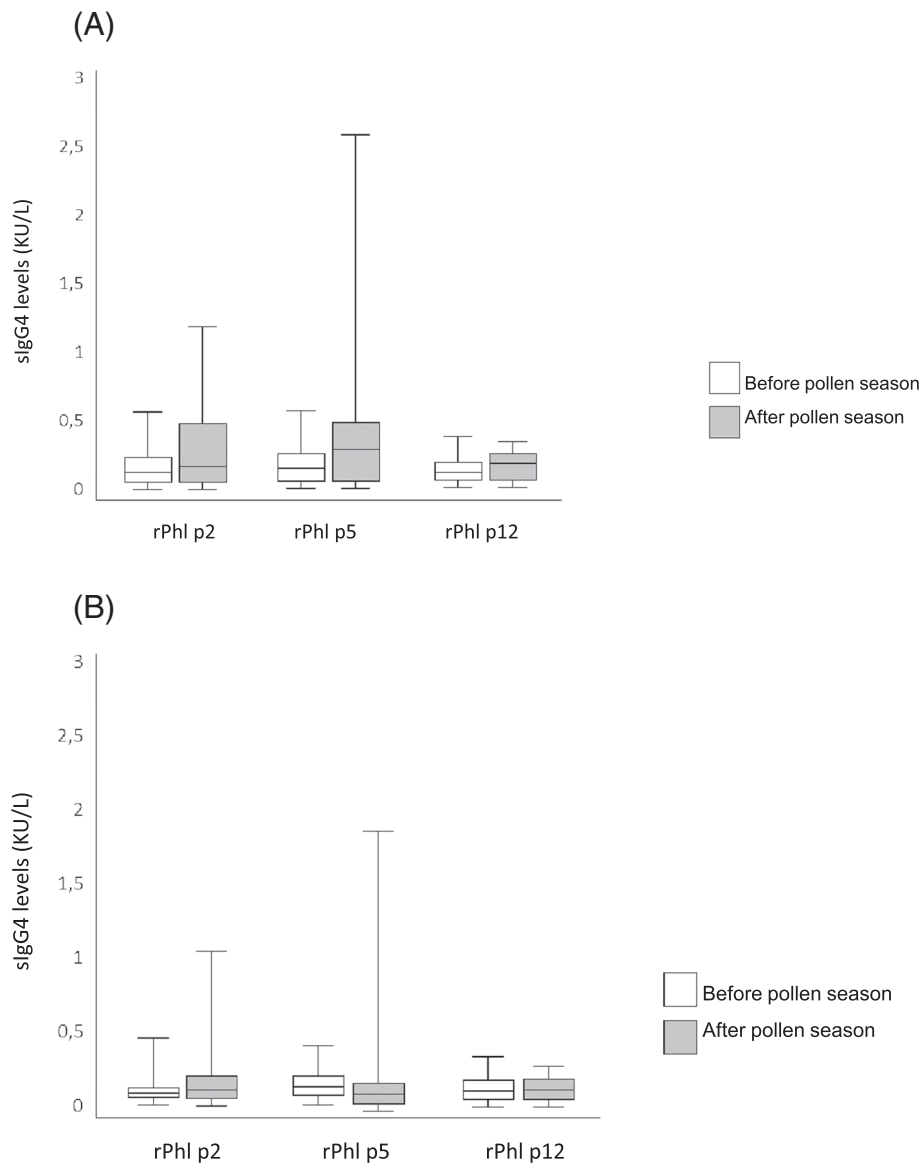 (A)
3
2,5
2
1,5
1
0,5
0
sIgG4 levels (KU/L)
rPhl p2
rPhl p5
rPhl p12
Before pollen season
After pollen season
(B)
3
2,5
2
1,5
1
0,5
0
sIgG4 levels (KU/L)
rPhl p2
rPhl p5
rPhl p12
Before pollen season
After pollen season